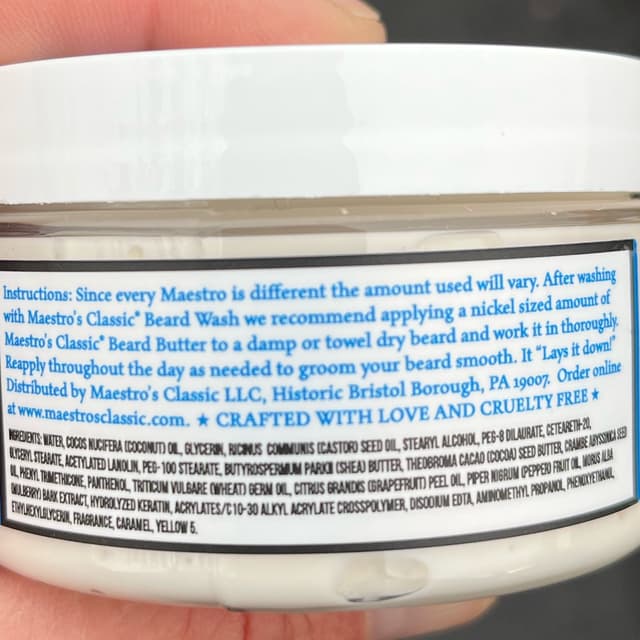 Instructions: Since every Maestro is different the amount used will vary. After washing
with Maestro's Classic® Beard Wash we recommend applying a nickel sized amount of
Maestro's Classic® Beard Butter to a damp or towel dry beard and work it in thoroughly.
Reapply throughout the day as needed to groom your beard smooth. It "Lays it down!"
Distributed by Maestro's Classic LLC, Historic Bristol Borough, PA 19007. Order online
at www.maestrosclassic.com. ★ CRAFTED WITH LOVE AND CRUELTY FREE ★
INGREDIENTS: WATER, COCOS NUCIFERA (COCONUT) OIL, GLYCERIN, RICINUS COMMUNIS (CASTOR) SEED OIL, STEARYL ALCOHOL, PEG-8 DILAURATE, CETEARETH-20,
GLYCERYL STEARATE, ACETYLATED LANOLIN, PEG-100 STEARATE, BUTYROSPERMUM PARKII (SHEA) BUTTER, THEOBROMA CACAO (COCOA) SEED BUTTER, CRAMBE ABYSSINICA SEED
OIL, PHENYL TRIMETHICONE, PANTHENOL, TRITICUM VULGARE (WHEAT) GERM OIL, CITRUS GRANDIS (GRAPEFRUIT) PEEL OIL, PIPER NIGRUM (PEPPER) FRUIT OIL, MORUS ALBA
(MULBERRY) BARK EXTRACT, HYDROLYZED KERATIN, ACRYLATES/C10-30 ALKYL ACRYLATE CROSSPOLYMER, DISODIUM EDTA, AMINOMETHYL PROPANOL, PHENOXYETHANOL,
ETHYLHEXYLGLYCERIN, FRAGRANCE, CARAMEL, YELLOW 5.